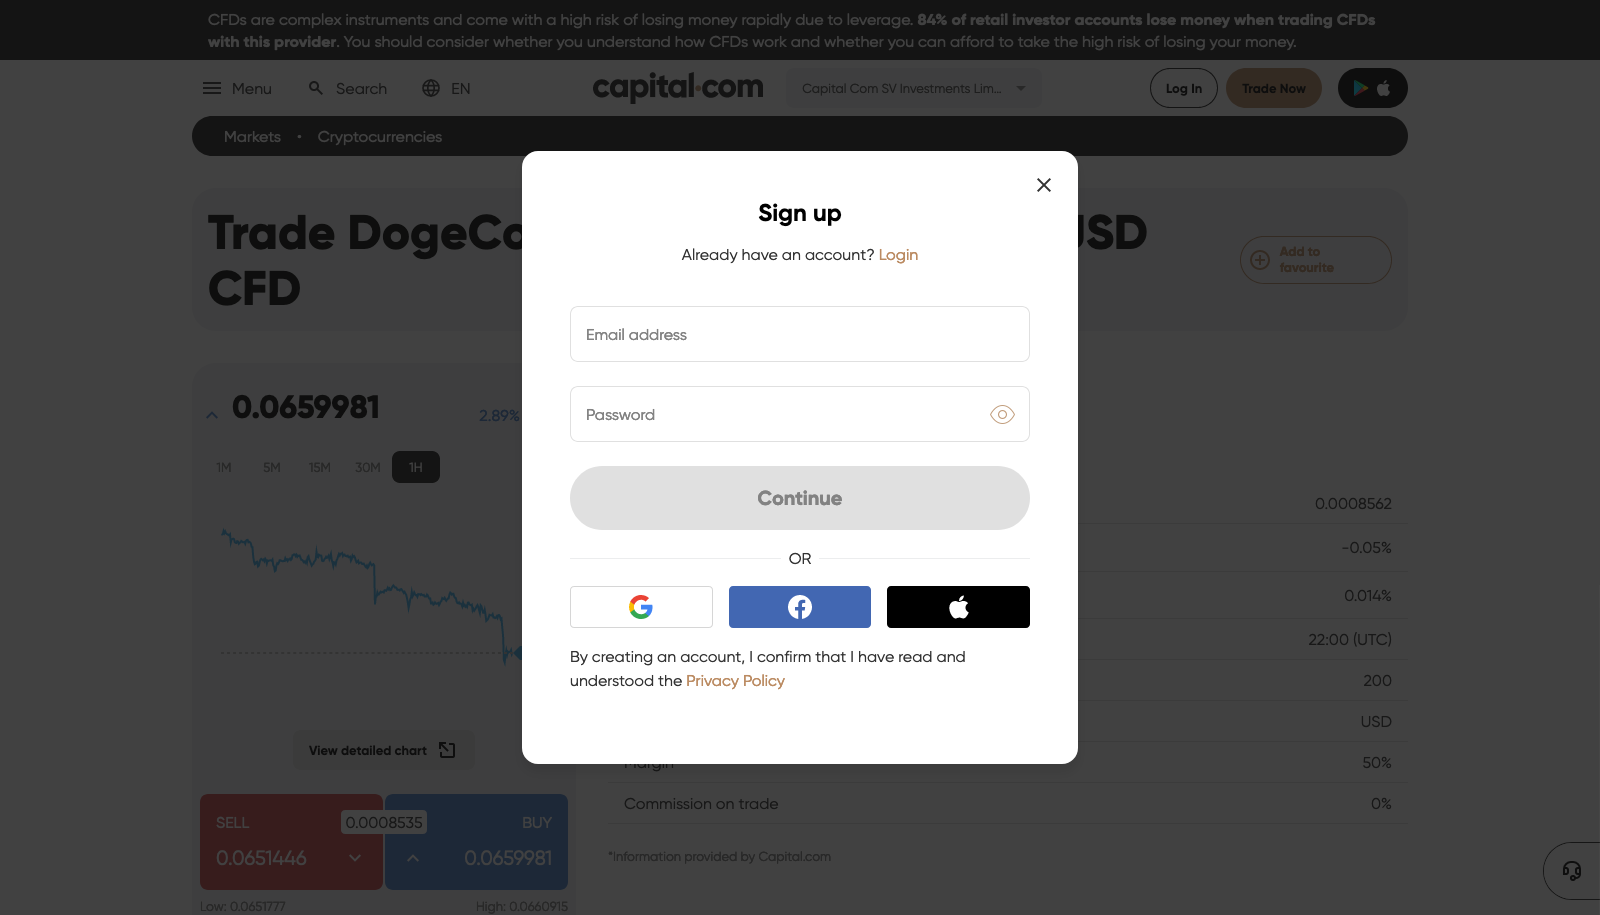 CFDs are complex instruments and come with a high risk of losing money rapidly due to leverage. 84% of retail investor accounts lose money when trading CFDs
with this provider. You should consider whether you understand how CFDs work and whether you can afford to take the high risk of losing your money.
Menu
Search
EN
capital.com
Capital Com SV Investments Lim...
Log In
Trade Now
Markets • Cryptocurrencies
Trade DogeCo
USD
CFD
Add to
favourite
0.0659981
2.89%
1M
5M
15M
30M
1H
View detailed chart
SELL
0.0651446
0.0008535
BUY
0.0659981
Low: 0.0651777
High: 0.0660915
Sign up
Already have an account? Login
Email address
Password
Continue
OR
By creating an account, I confirm that I have read and
understood the Privacy Policy
0.0008562
-0.05%
0.014%
22:00 (UTC)
200
USD
Margin 50%
Commission on trade 0%
*Information provided by Capital.com